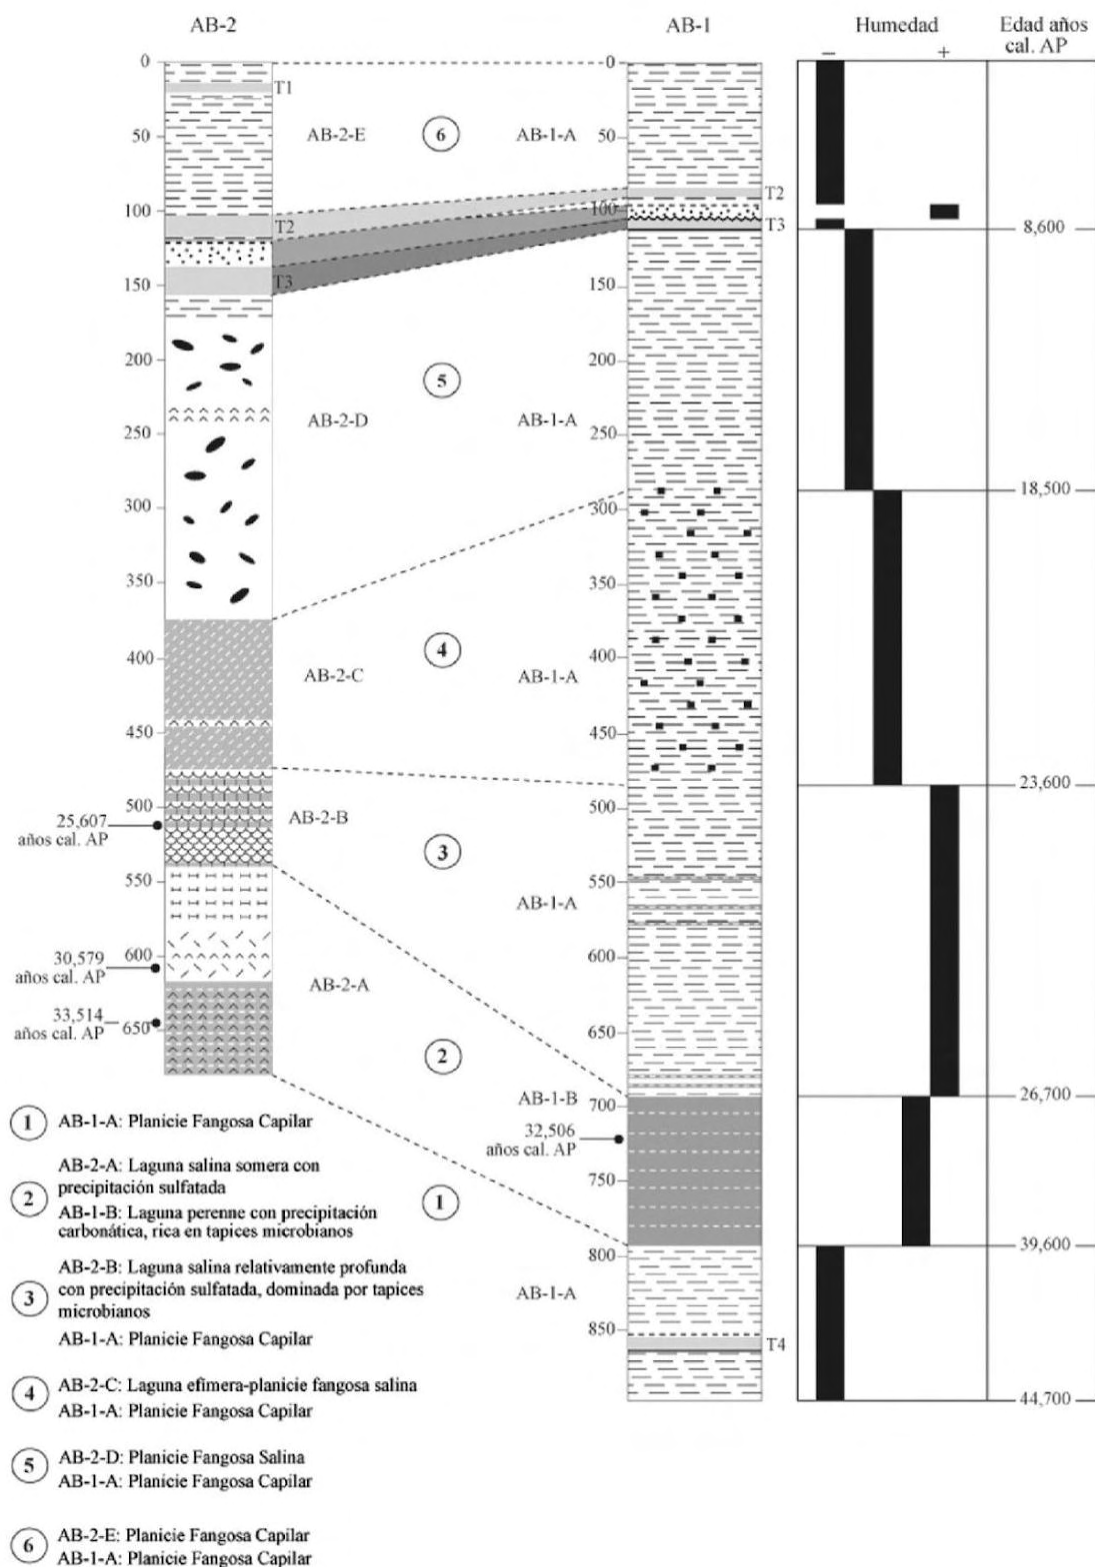 AB-2
AB-1
Humedad
– +
Edad años
cal. AP
0
50
100
150
200
250
300
350
400
450
500
550
600
650
T1
T2
T3
AB-2-E
AB-2-D
AB-2-C
AB-2-B
AB-2-A
25,607
años cal. AP
30,579
años cal. AP
33,514
años cal. AP
6
5
4
3
2
1
AB-1-A
AB-1-A
AB-1-A
AB-1-A
AB-1-B
32,506
años cal. AP
AB-1-A
0
50
100
150
200
250
300
350
400
450
500
550
600
650
700
750
800
850
T2
T3
T4
8,600
18,500
23,600
26,700
39,600
44,700
1 AB-1-A: Planicie Fangosa Capilar
2 AB-2-A: Laguna salina somera con
precipitación sulfatada
AB-1-B: Laguna perenne con precipitación
carbonática, rica en tapices microbianos
3 AB-2-B: Laguna salina relativamente profunda
con precipitación sulfatada, dominada por tapices
microbianos
AB-1-A: Planicie Fangosa Capilar
4 AB-2-C: Laguna efímera-planicie fangosa salina
AB-1-A: Planicie Fangosa Capilar
5 AB-2-D: Planicie Fangosa Salina
AB-1-A: Planicie Fangosa Capilar
6 AB-2-E: Planicie Fangosa Capilar
AB-1-A: Planicie Fangosa Capilar